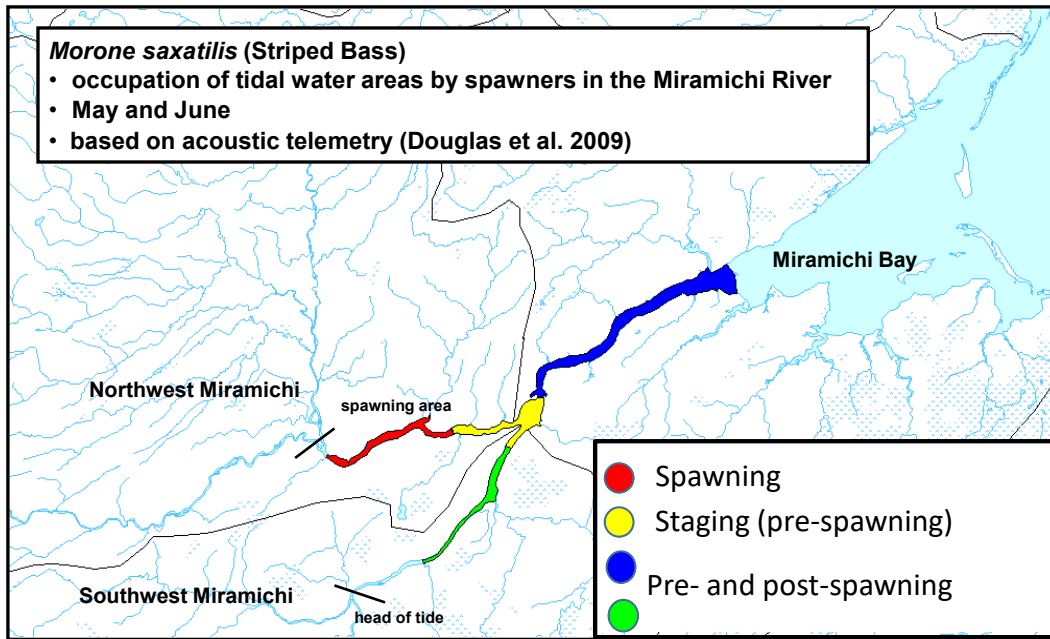 Morone saxatilis (Striped Bass)
• occupation of tidal water areas by spawners in the Miramichi River
• May and June
• based on acoustic telemetry (Douglas et al. 2009)
Miramichi Bay
Northwest Miramichi
spawning area
Spawning
Staging (pre-spawning)
Pre- and post-spawning
Southwest Miramichi
head of tide